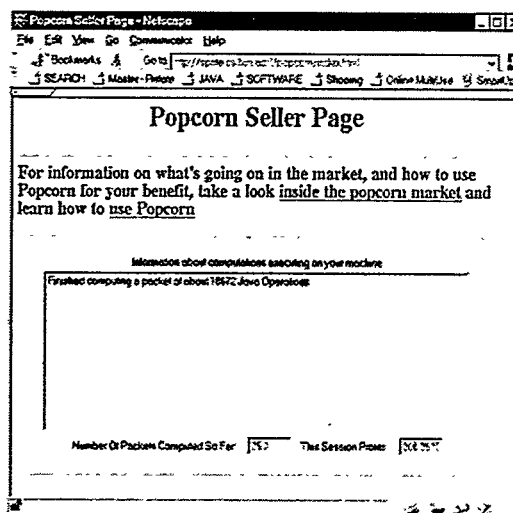 Popcorn Seller Page - Netscape
File Edit View Go Communicator Help
Bookmarks Go to
SEARCH JAVA SOFTWARE
Popcorn Seller Page
For information on what's going on in the market, and how to use
Popcorn for your benefit, take a look inside the popcorn market and
learn how to use Popcorn
Information about computations executing on your machine
Finished computing a packet of about Java Operations
Number Of Packets Computed So Far This Session